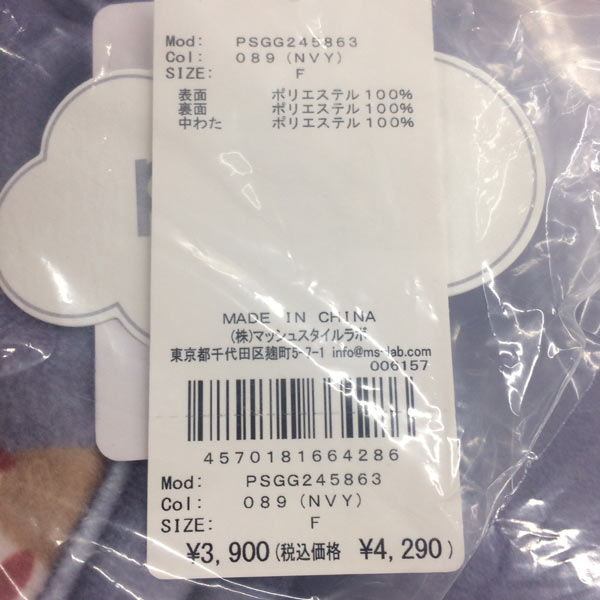 Mod: PSGG245863
Col: 089 (NVY)
SIZE: F
表面 ポリエステル100%
裏面 ポリエステル100%
中わた ポリエステル100%
MADE IN CHINA
(株)マッシュスタイルラボ
東京都千代田区麹町5-7-1 info@ms-lab.com
006157
4570181664286
Mod: PSGG245863
Col: 089 (NVY)
SIZE: F
¥3,900(税込価格 ¥4,290)